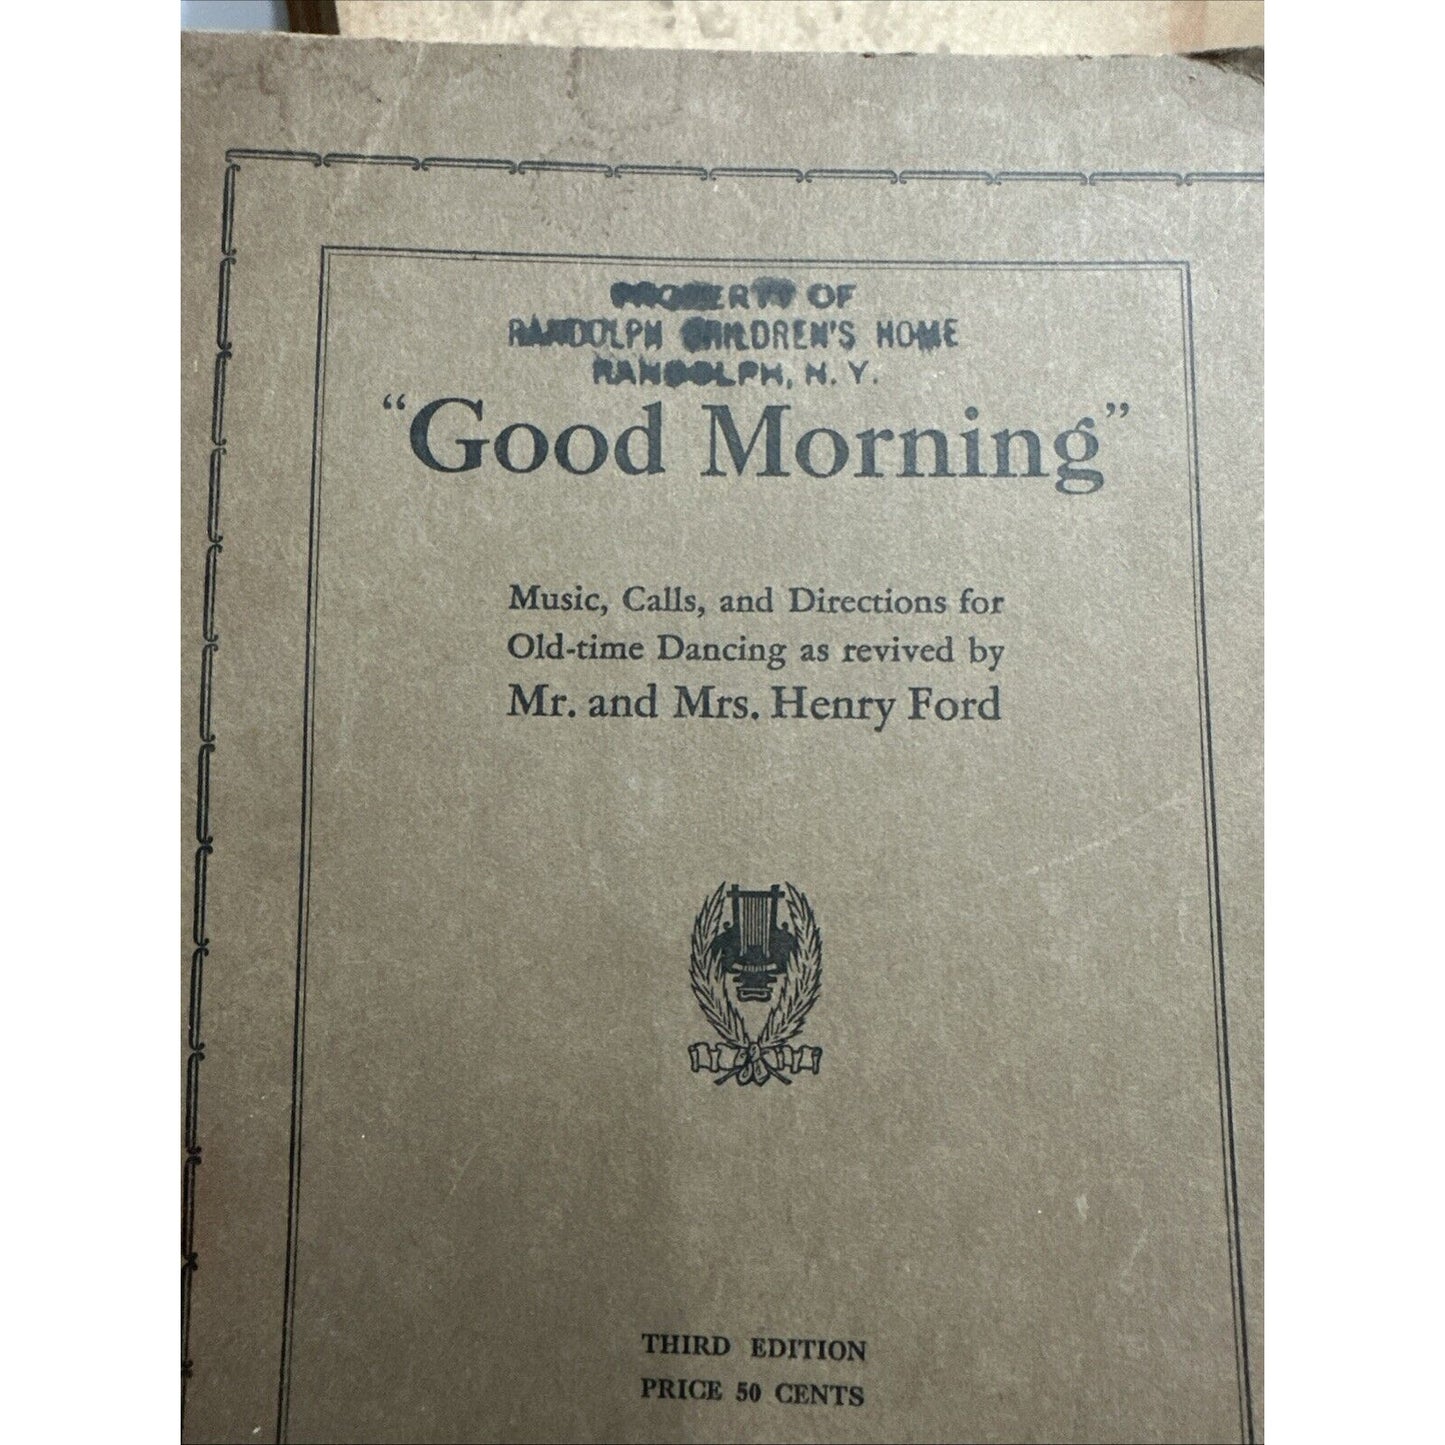 PROPERTY OF
RANDOLPH CHILDREN'S HOME
RANDOLPH, N. Y.
“Good Morning”
Music, Calls, and Directions for
Old-time Dancing as revived by
Mr. and Mrs. Henry Ford
THIRD EDITION
PRICE 50 CENTS